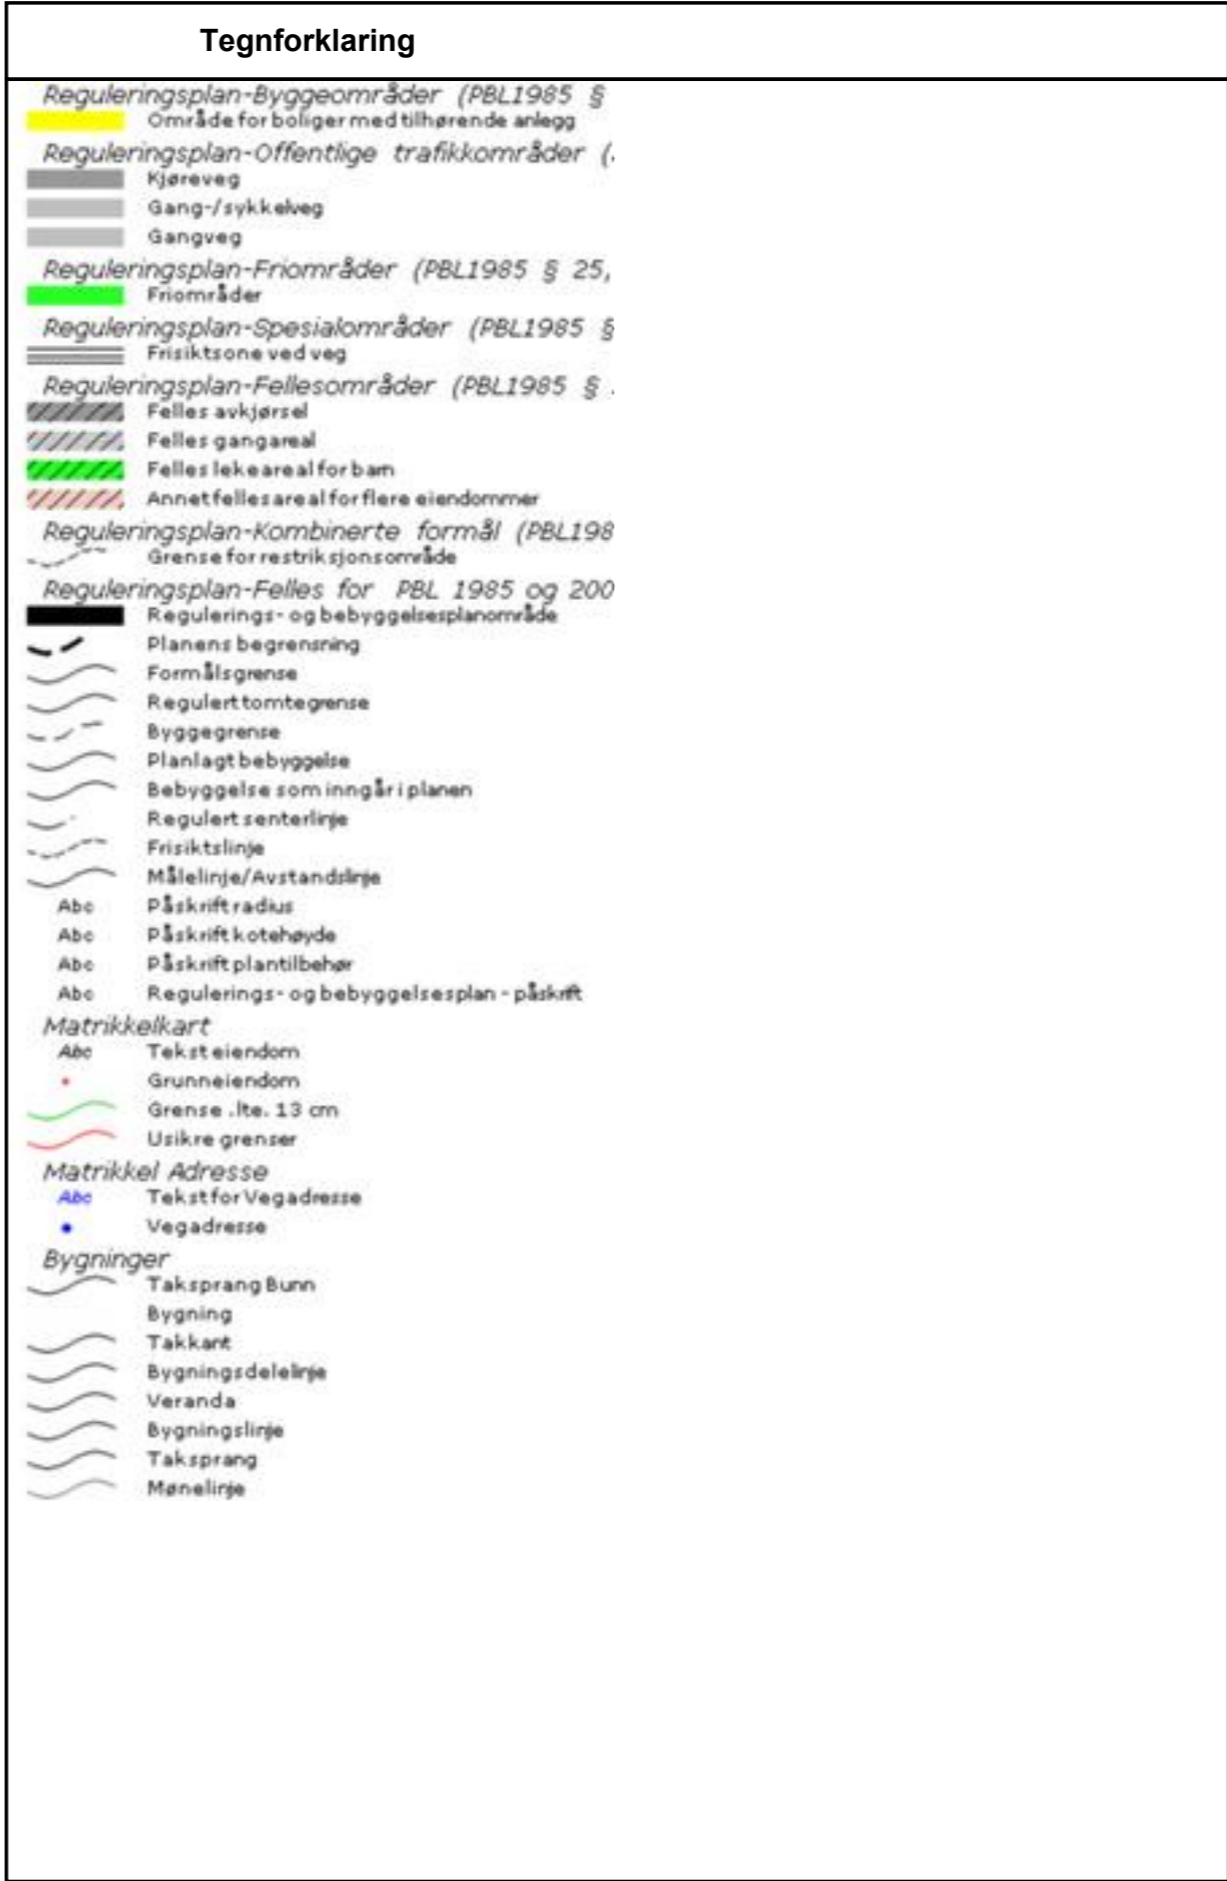 Tegnforklaring
Reguleringsplan-Byggeområder (PBL1985 §
Område for boliger med tilhørende anlegg
Reguleringsplan-Offentlige trafikkområder (
Kjøreveg
Gang-/sykkelveg
Gangveg
Reguleringsplan-Friområder (PBL1985 § 25,
Friområder
Reguleringsplan-Spesialområder (PBL1985 §
Frisiktsone ved veg
Reguleringsplan-Fellesområder (PBL1985 §
Felles avkjørsel
Felles gangareal
Felles lekeareal for barn
Annet fellesareal for flere eiendommer
Reguleringsplan-Kombinerte formål (PBL198
Grense for restriksjonsområde
Reguleringsplan-Felles for PBL 1985 og 200
Regulerings- og bebyggelsesplanområde
Planens begrensning
Formålsgrense
Regulert tomtegrense
Byggegrense
Planlagt bebyggelse
Bebyggelse som inngår i planen
Regulert senterlinje
Frisiktslinje
Målelinje/Avstandslinje
Abc Påskrift radius
Abc Påskrift kotehøyde
Abc Påskrift plantilbehør
Abc Regulerings- og bebyggelsesplan - påskrift
Matrikkelkart
Abc Tekst eiendom
Grunneiendom
Grense .lte. 13 cm
Usikre grenser
Matrikkel Adresse
Abc Tekst for Vegadresse
Vegadresse
Bygninger
Taksprang Bunn
Bygning
Takkant
Bygningsdelelinje
Veranda
Bygningslinje
Taksprang
Mønelinje